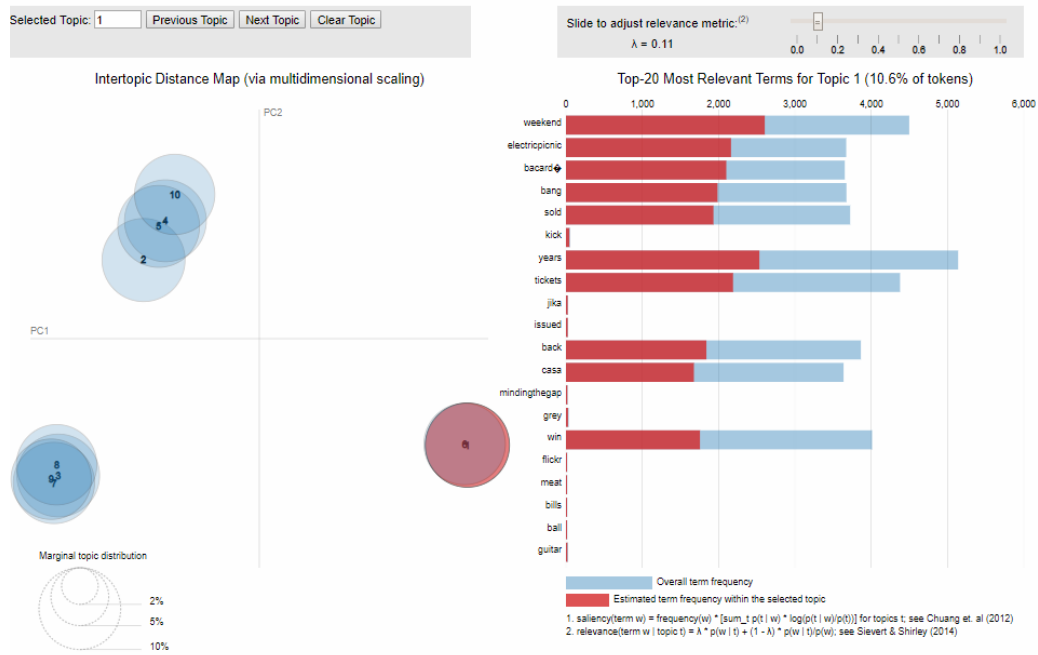 Selected Topic: 1 Previous Topic Next Topic Clear Topic
Slide to adjust relevance metric:(2)
λ = 0.11
0.0 0.2 0.4 0.6 0.8 1.0
Intertopic Distance Map (via multidimensional scaling)
PC2
PC1
10
4
5
2
8
3
9
7
6
Marginal topic distribution
2%
5%
10%
Top-20 Most Relevant Terms for Topic 1 (10.6% of tokens)
0 1,000 2,000 3,000 4,000 5,000 6,000
weekend
electricpicnic
bacard�
bang
sold
kick
years
tickets
jika
issued
back
casa
mindingthegap
grey
win
flickr
meat
bills
ball
guitar
Overall term frequency
Estimated term frequency within the selected topic
1. saliency(term w) = frequency(w) * [sum_t p(t | w) * log(p(t | w)/p(t))] for topics t; see Chuang et. al (2012)
2. relevance(term w | topic t) = λ * p(w | t) + (1 - λ) * p(w | t)/p(w); see Sievert & Shirley (2014)